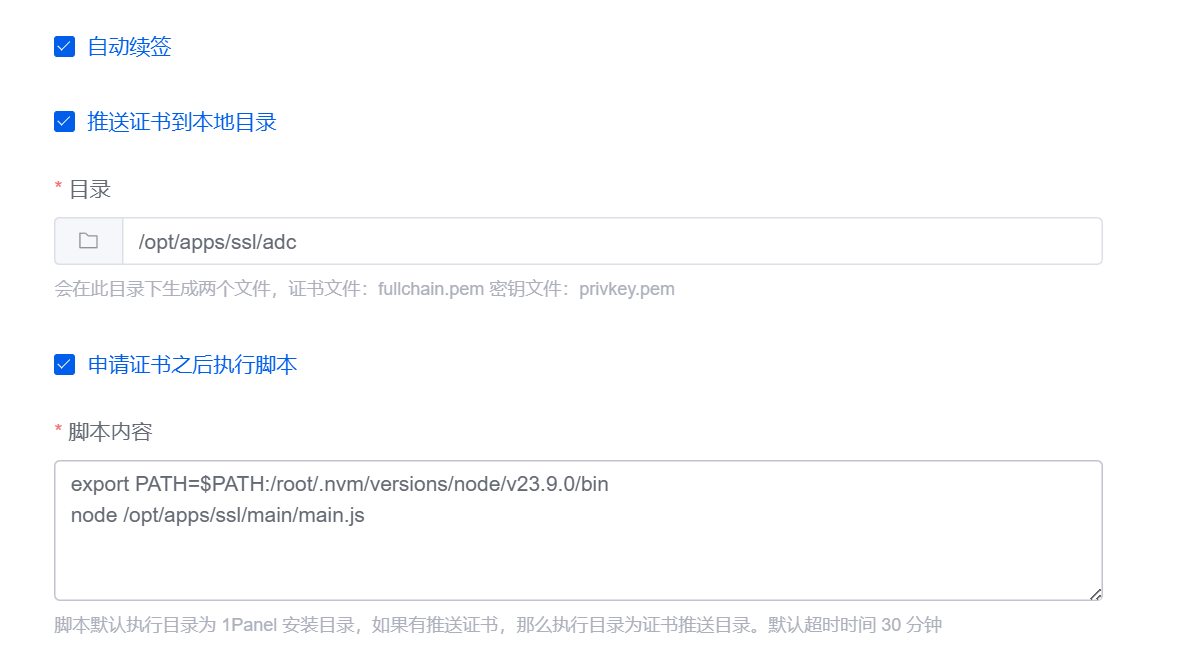 自动续签
推送证书到本地目录
* 目录
/opt/apps/ssl/adc
会在此目录下生成两个文件，证书文件：fullchain.pem 密钥文件：privkey.pem
申请证书之后执行脚本
* 脚本内容
export PATH=$PATH:/root/.nvm/versions/node/v23.9.0/bin
node /opt/apps/ssl/main/main.js
脚本默认执行目录为 1Panel 安装目录，如果有推送证书，那么执行目录为证书推送目录。默认超时时间 30 分钟